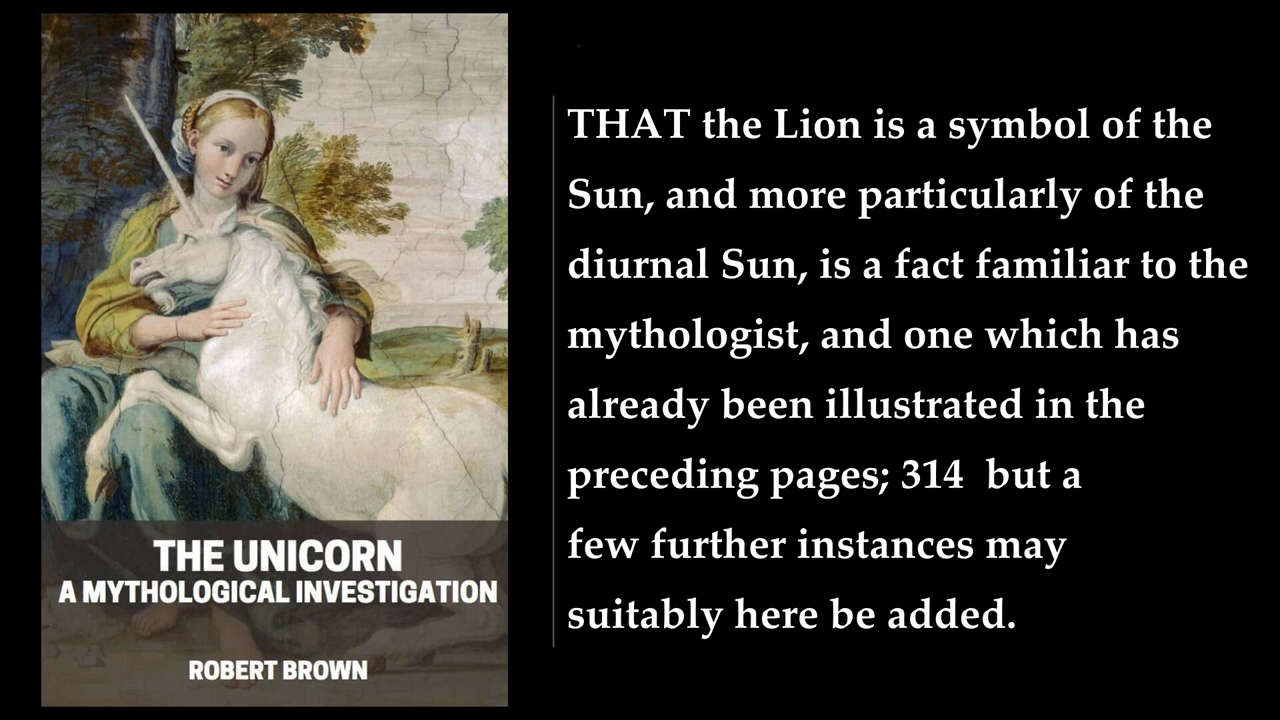 THE UNICORN
A MYTHOLOGICAL INVESTIGATION
ROBERT BROWN
THAT the Lion is a symbol of the
Sun, and more particularly of the
diurnal Sun, is a fact familiar to the
mythologist, and one which has
already been illustrated in the
preceding pages; 314  but a
few further instances may
suitably here be added.